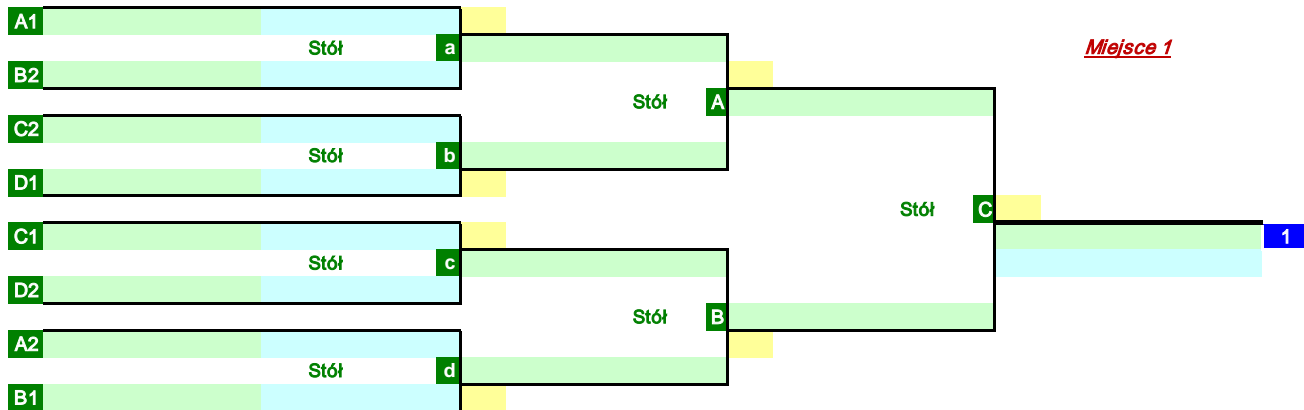 A1
Stół a
Miejsce 1
B2
Stół A
C2
Stół b
D1
Stół C
C1
1
Stół c
D2
Stół B
A2
Stół d
B1